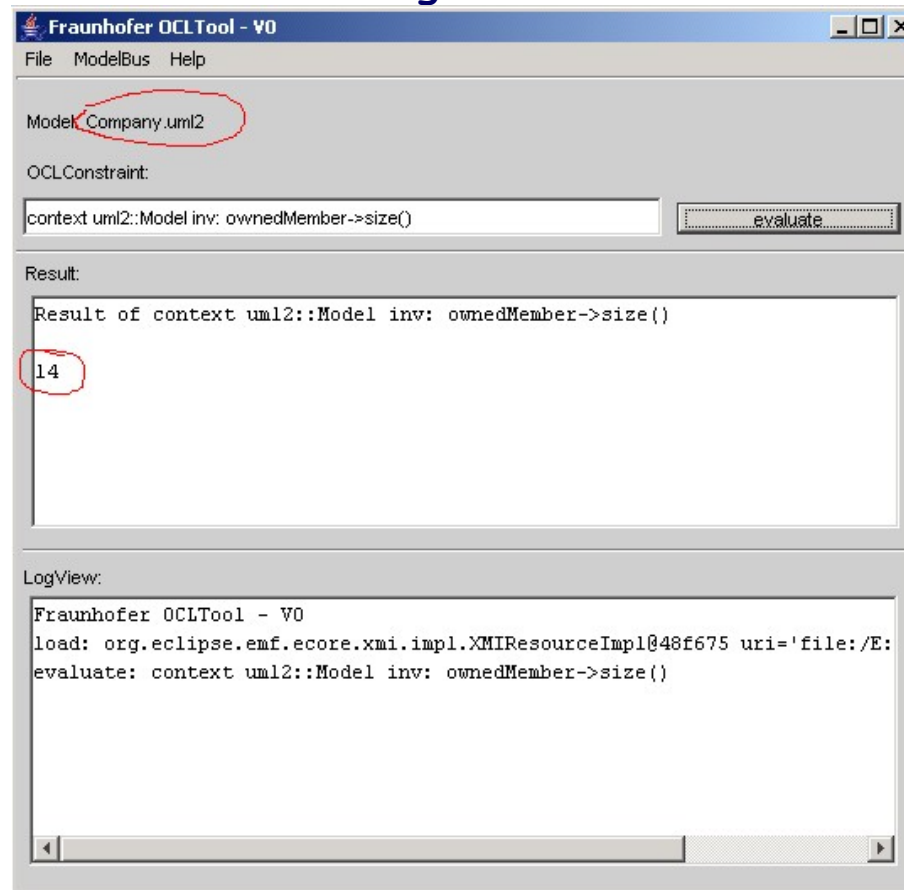 Fraunhofer OCLTool - V0
File ModelBus Help
Model: Company.uml2
OCLConstraint:
context uml2::Model inv: ownedMember->size()
evaluate
Result:
Result of context uml2::Model inv: ownedMember->size()
14
LogView:
Fraunhofer OCLTool - V0
load: org.eclipse.emf.ecore.xmi.impl.XMIResourceImpl@48f675 uri='file:/E:
evaluate: context uml2::Model inv: ownedMember->size()